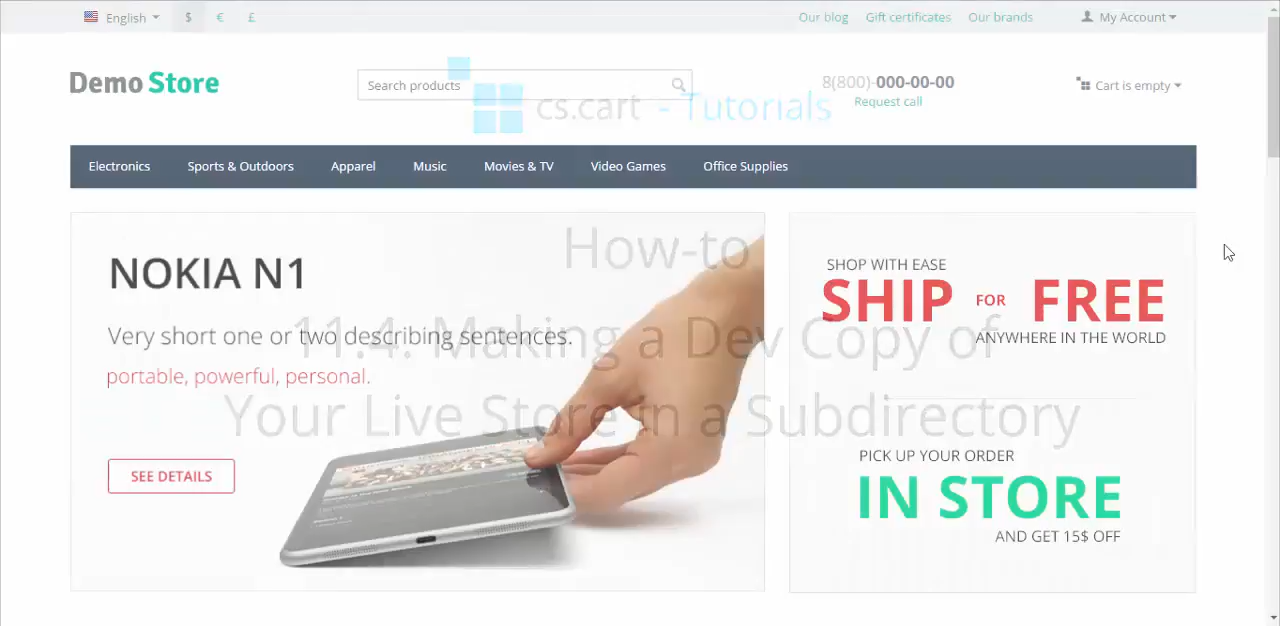 English
$
€
£
Our blog
Gift certificates
Our brands
My Account
Demo Store
Search products
8(800)-000-00-00
Request call
Cart is empty
cs.cart - Tutorials
Electronics
Sports & Outdoors
Apparel
Music
Movies & TV
Video Games
Office Supplies
How-to
11.4. Making a Dev Copy of
Your Live Store in a Subdirectory
NOKIA N1
Very short one or two describing sentences.
portable, powerful, personal.
SEE DETAILS
SHOP WITH EASE
SHIP FOR FREE
ANYWHERE IN THE WORLD
PICK UP YOUR ORDER
IN STORE
AND GET 15$ OFF